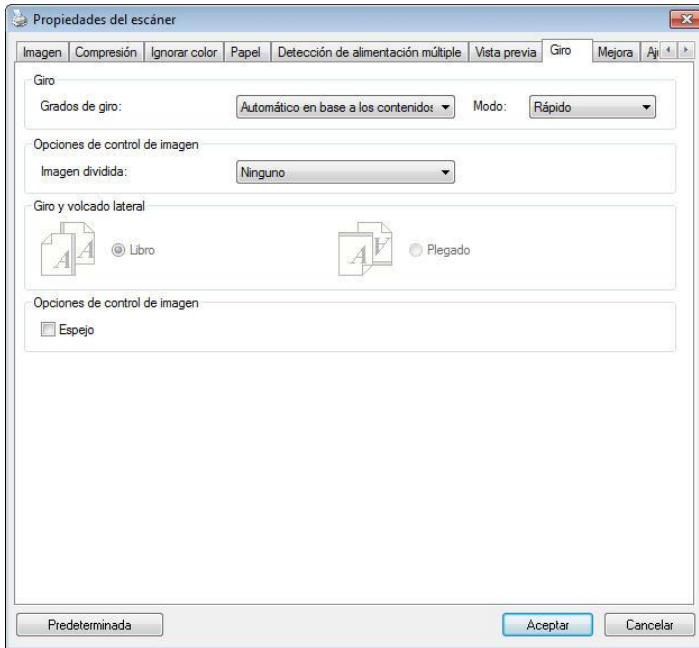 Propiedades del escáner
Imagen Compresión Ignorar color Papel Detección de alimentación múltiple Vista previa Giro Mejora Aj
Giro
Grados de giro: Automático en base a los contenidos Modo: Rápido
Opciones de control de imagen
Imagen dividida: Ninguno
Giro y volcado lateral
A A Libro A A Plegado
Opciones de control de imagen
Espejo
Predeterminada Aceptar Cancelar